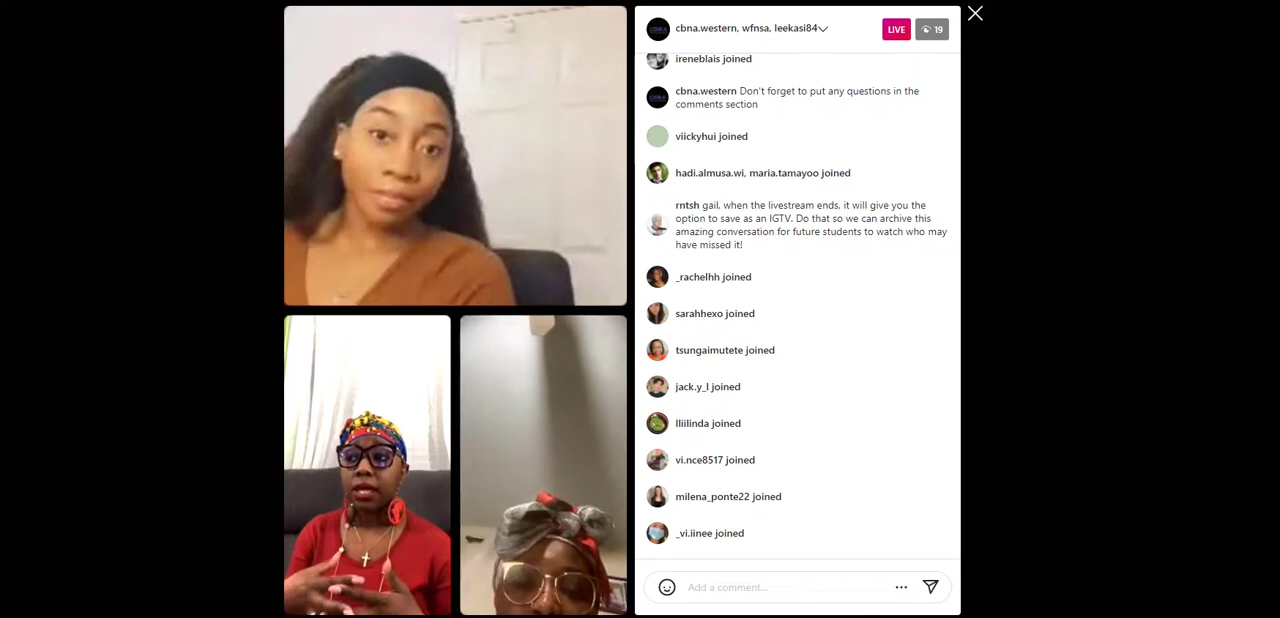 cbna.western, wfnsa, leekasi84
LIVE
19
ireneblais joined
cbna.western Don't forget to put any questions in the
comments section
viickyhui joined
hadi.almusa.wi, maria.tamayoo joined
rntsh gail, when the livestream ends, it will give you the
option to save as an IGTV. Do that so we can archive this
amazing conversation for future students to watch who may
have missed it!
_rachelhh joined
sarahhexo joined
tsungaimutete joined
jack.y_l joined
lliilinda joined
vi.nce8517 joined
milena_ponte22 joined
_vi.iinee joined
Add a comment...